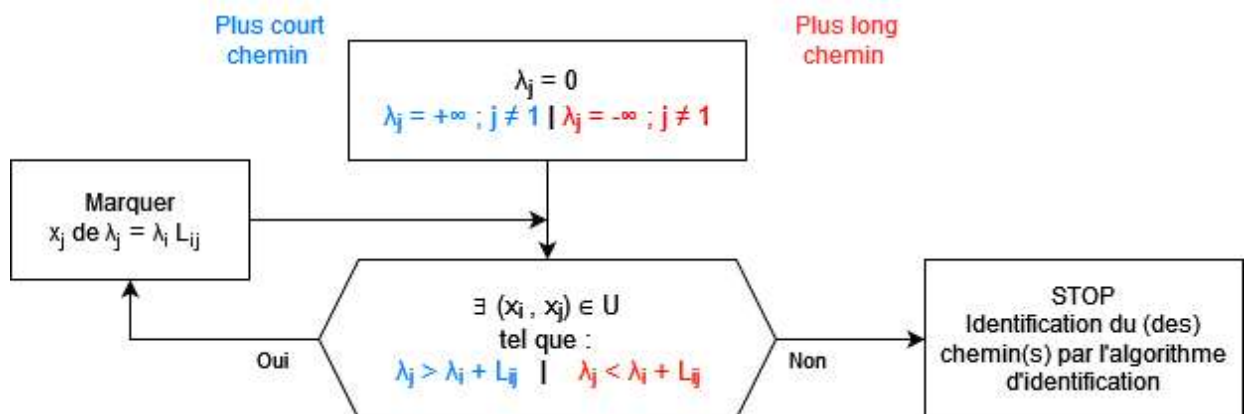 Plus court
chemin
Plus long
chemin
λj = 0
λj = +∞ ; j ≠ 1 | λj = -∞ ; j ≠ 1
Marquer
xj de λj = λi Lij
∃ (xi , xj) ∈ U
tel que :
λj > λi + Lij | λj < λi + Lij
Oui
Non
STOP
Identification du (des)
chemin(s) par l'algorithme
d'identification